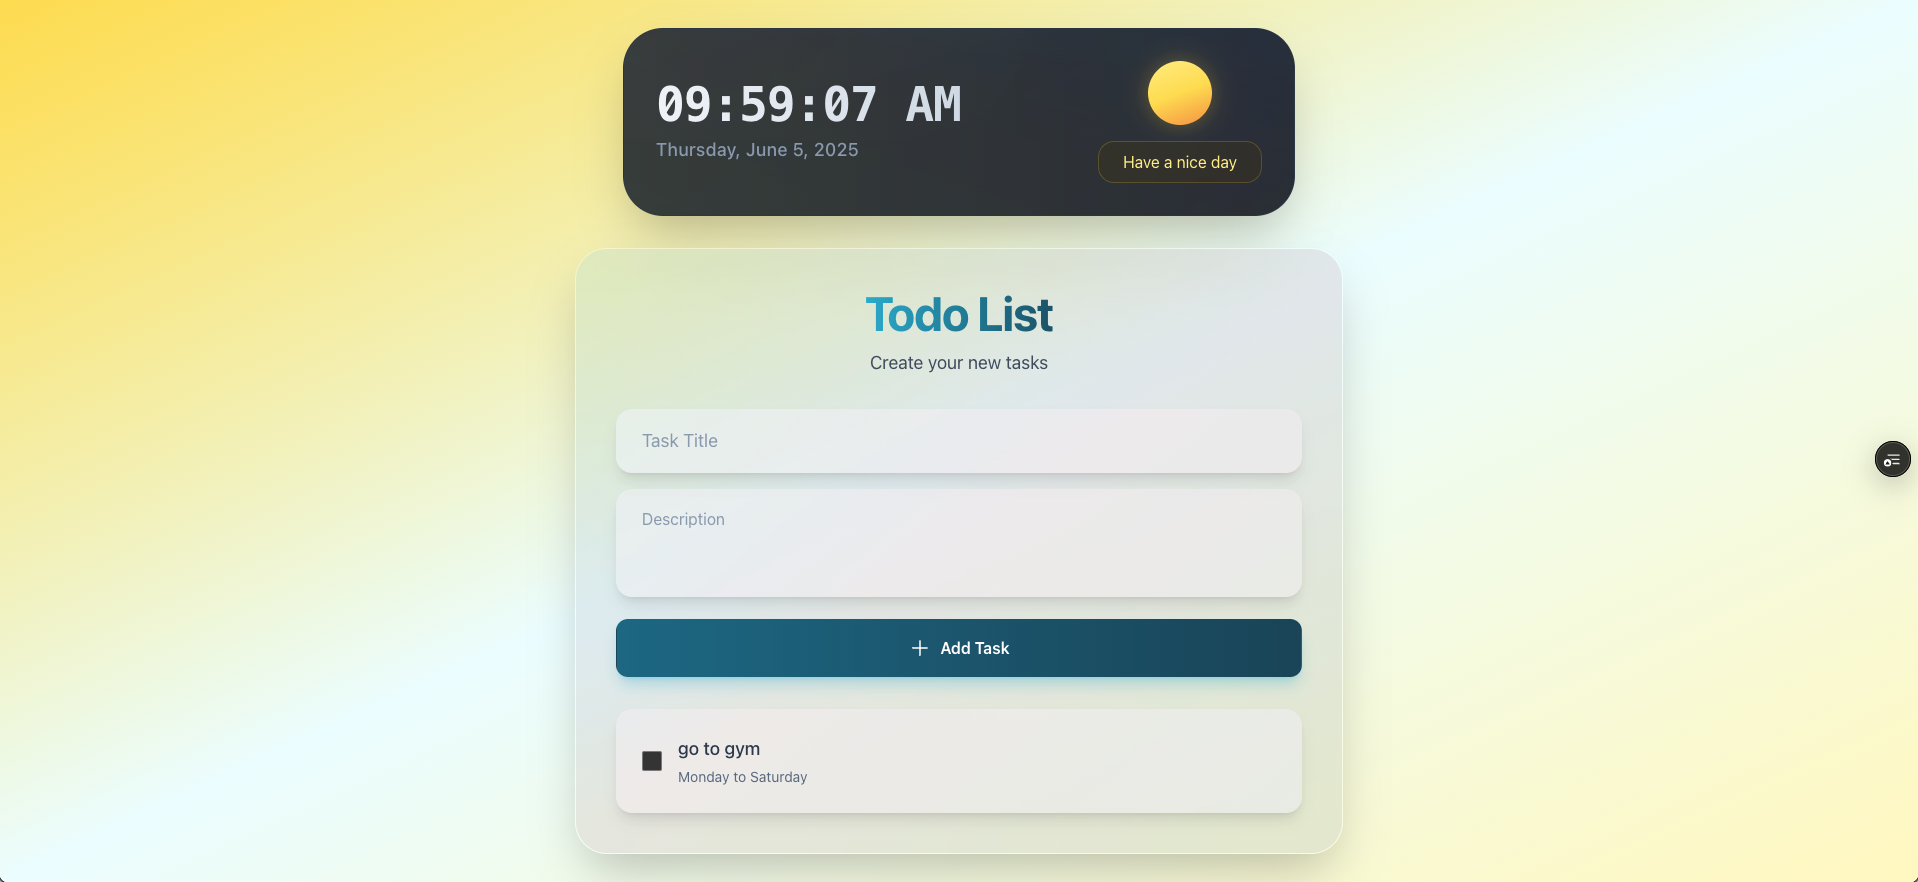 09:59:07 AM
Thursday, June 5, 2025
Have a nice day
Todo List
Create your new tasks
Task Title
Description
Add Task
go to gym
Monday to Saturday